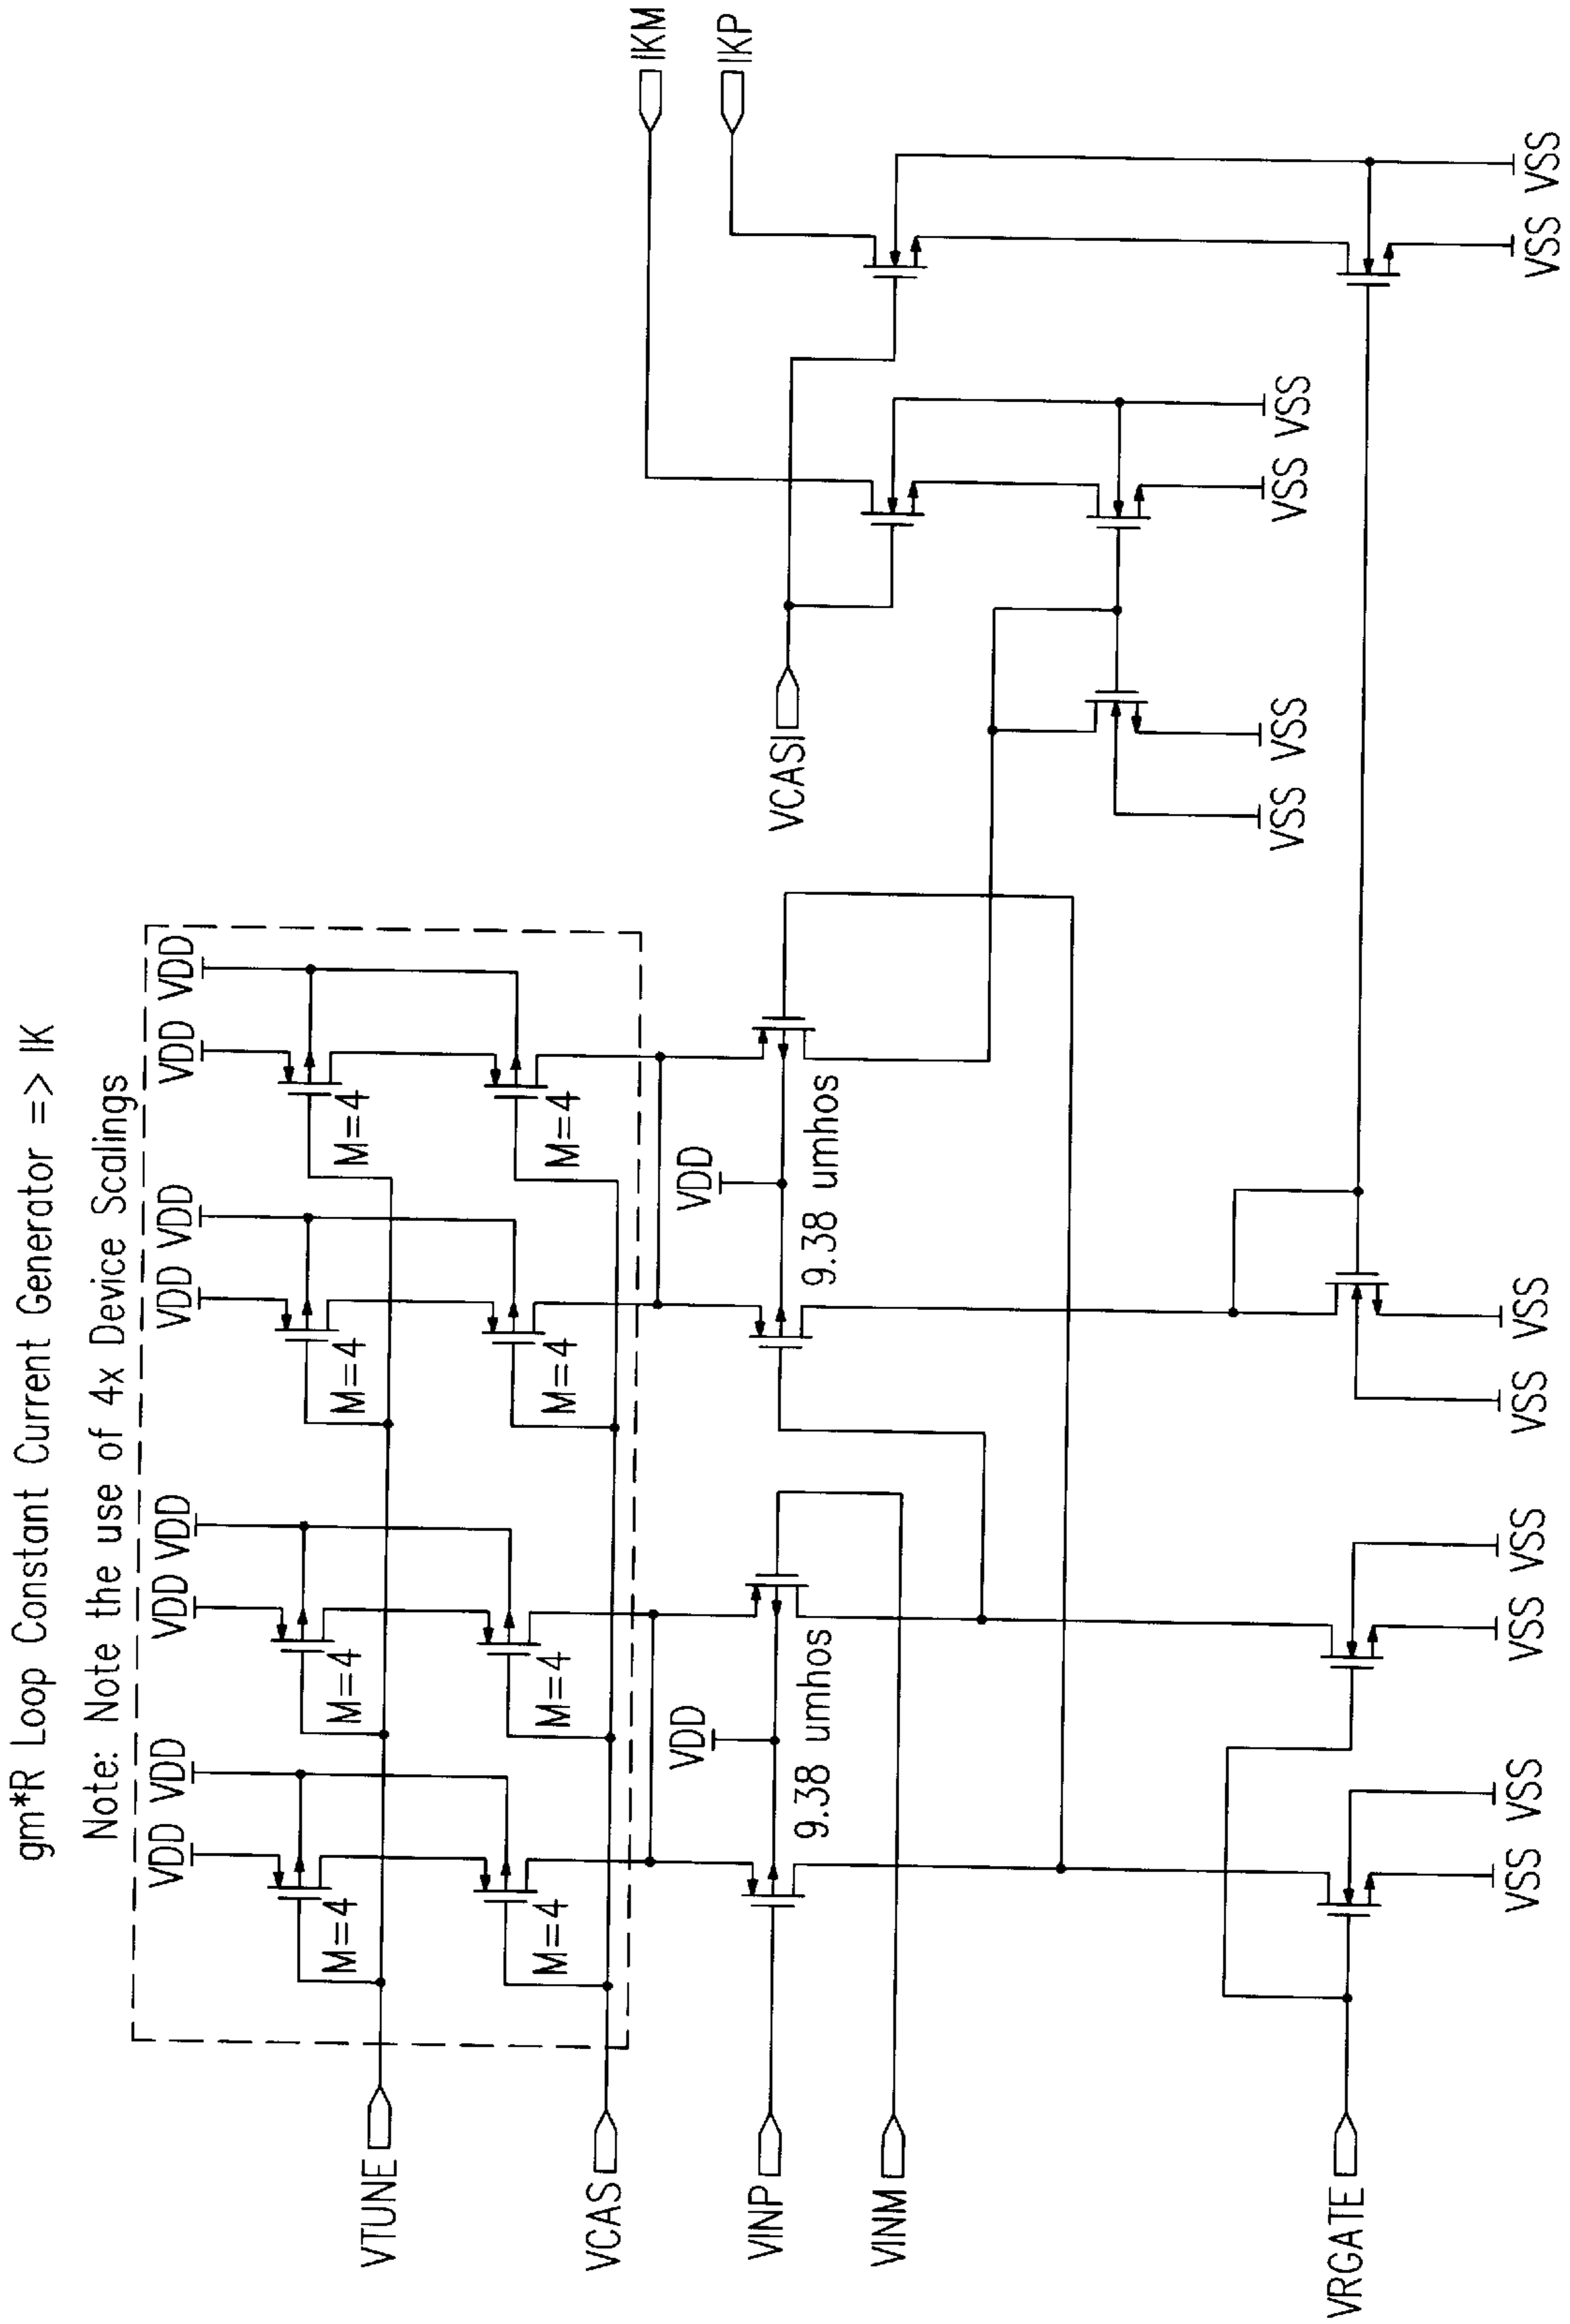 gm*R Loop Constant Current Generator => IK
Note: Note the use of 4x Device Scalings
VDD VDD VDD VDD VDD VDD VDD VDD
M=4 M=4 M=4 M=4
VTUNE
M=4 M=4 M=4 M=4
VCAS
IKM
VDD VDD
IKP
VINP
VCASI
9.38 umhos 9.38 umhos
VINM
VSS VSS VSS VSS
VRGATE
VSS VSS VSS VSS VSS VSS VSS VSS